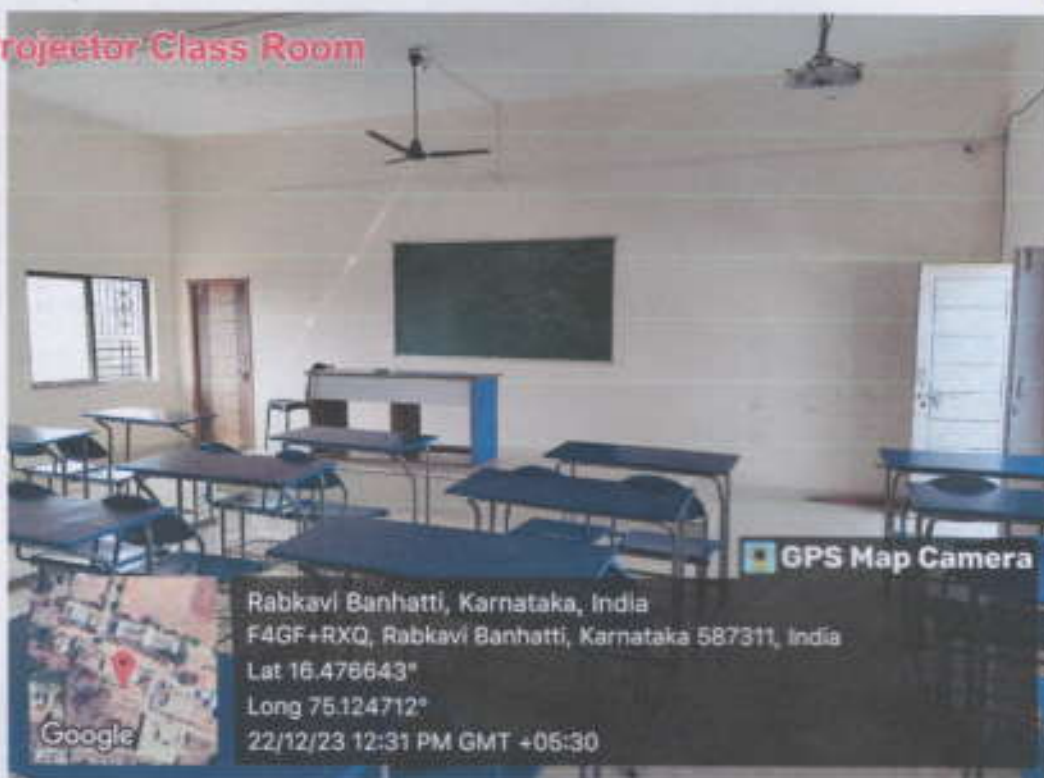 rojector Class Room
GPS Map Camera
Rabkavi Banhatti, Karnataka, India
F4GF+RXQ, Rabkavi Banhatti, Karnataka 587311, India
Lat 16.476643°
Long 75.124712°
22/12/23 12:31 PM GMT +05:30
Google